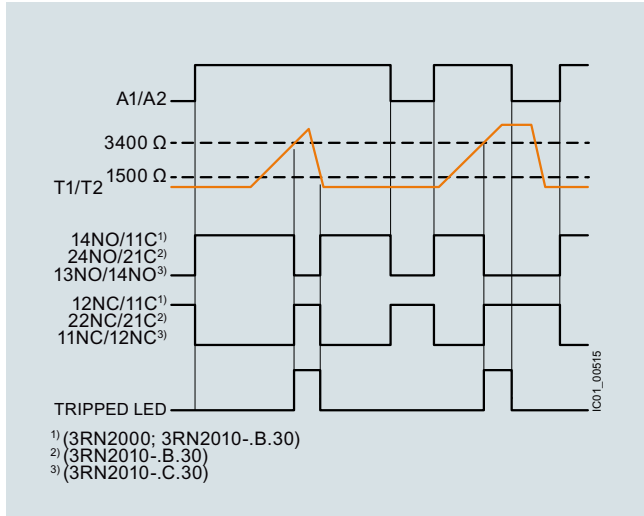 A1/A2
3400 Ω
1500 Ω
T1/T2
14NO/11C¹⁾
24NO/21C²⁾
13NO/14NO³⁾
12NC/11C¹⁾
22NC/21C²⁾
11NC/12NC³⁾
TRIPPED LED
IC01_00515
¹⁾ (3RN2000; 3RN2010-.B.30)
²⁾ (3RN2010-.B.30)
³⁾ (3RN2010-.C.30)